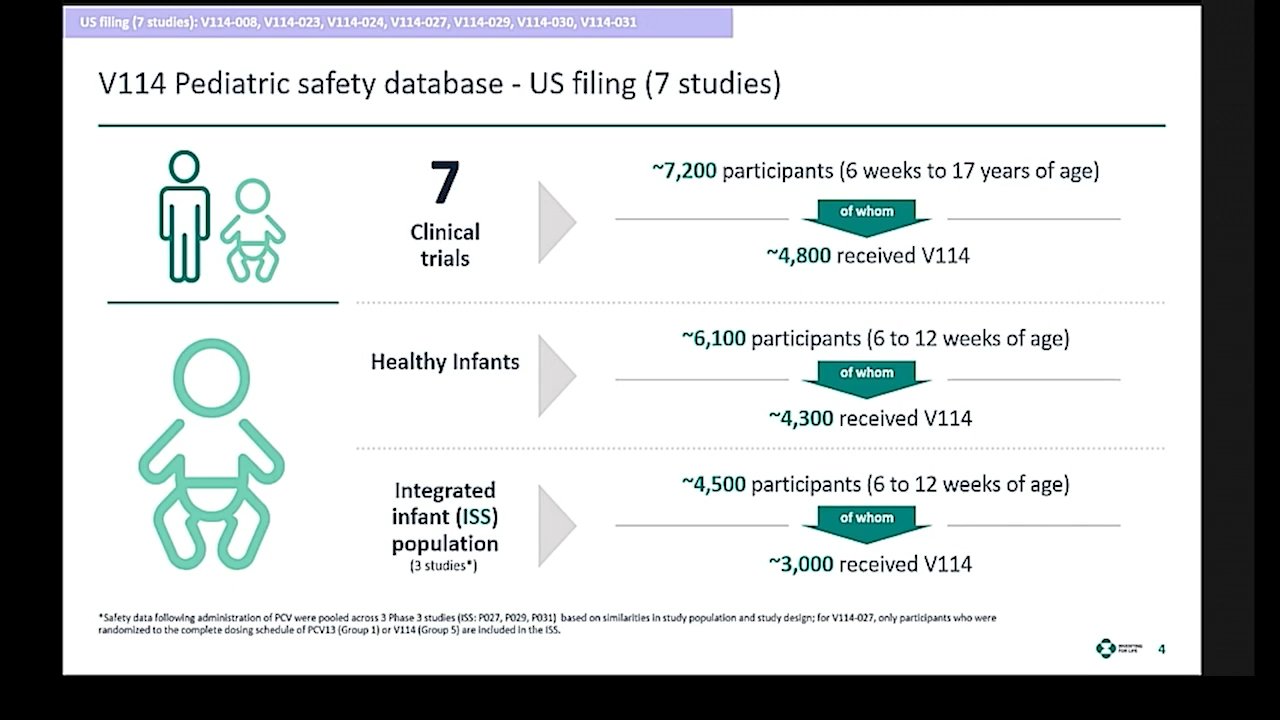 US filing (7 studies): V114-008, V114-023, V114-024, V114-027, V114-029, V114-030, V114-031
V114 Pediatric safety database - US filing (7 studies)
7
Clinical
trials
~7,200 participants (6 weeks to 17 years of age)
of whom
~4,800 received V114
Healthy Infants
~6,100 participants (6 to 12 weeks of age)
of whom
~4,300 received V114
Integrated
infant (ISS)
population
(3 studies*)
~4,500 participants (6 to 12 weeks of age)
of whom
~3,000 received V114
*Safety data following administration of PCV were pooled across 3 Phase 3 studies (ISS: P027, P029, P031) based on similarities in study population and study design; for V114-027, only participants who were
randomized to the complete dosing schedule of PCV13 (Group 1) or V114 (Group 5) are included in the ISS.
INVENTING
FOR LIFE
4